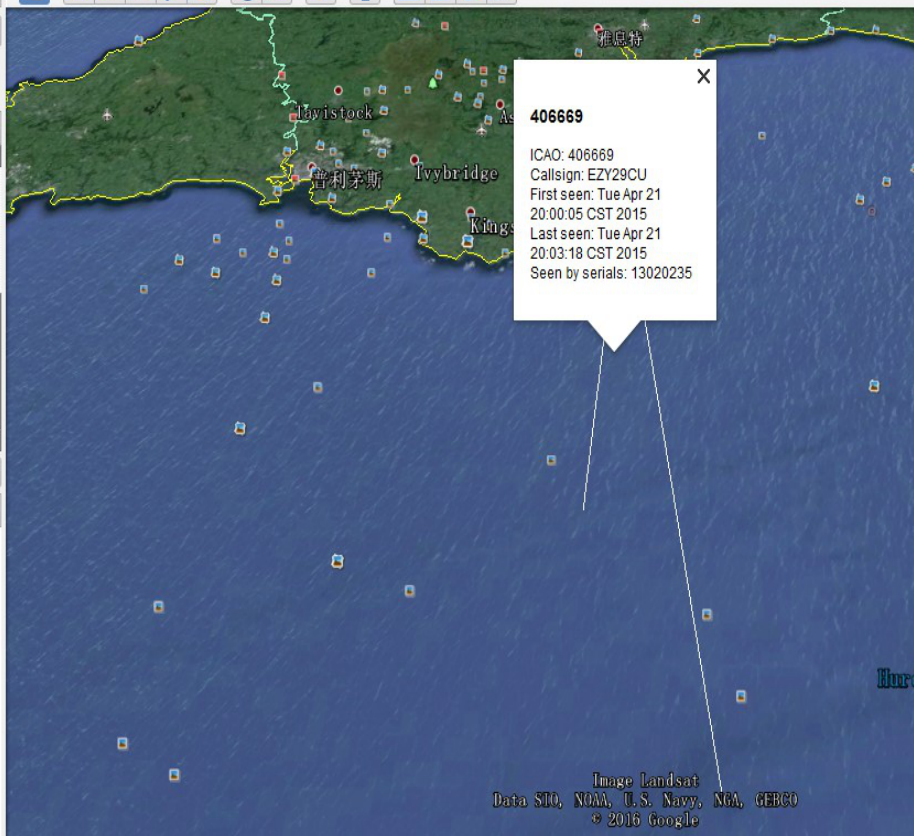 雅息特
Tavistock
As
普利茅斯
Ivybridge
Kings
406669
ICAO: 406669
Callsign: EZY29CU
First seen: Tue Apr 21
20:00:05 CST 2015
Last seen: Tue Apr 21
20:03:18 CST 2015
Seen by serials: 13020235
Hur
Image Landsat
Data SIO, NOAA, U.S. Navy, NGA, GEBCO
© 2016 Google